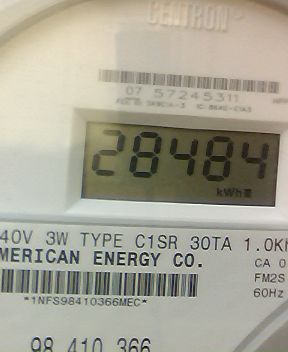 CENTRON
07 57245311
28484
kWh
40V 3W TYPE C1SR 30TA 1.0Kh
MERICAN ENERGY CO.
CA 0
FM2S
60Hz
*1NFS98410366MEC*
98 410 366